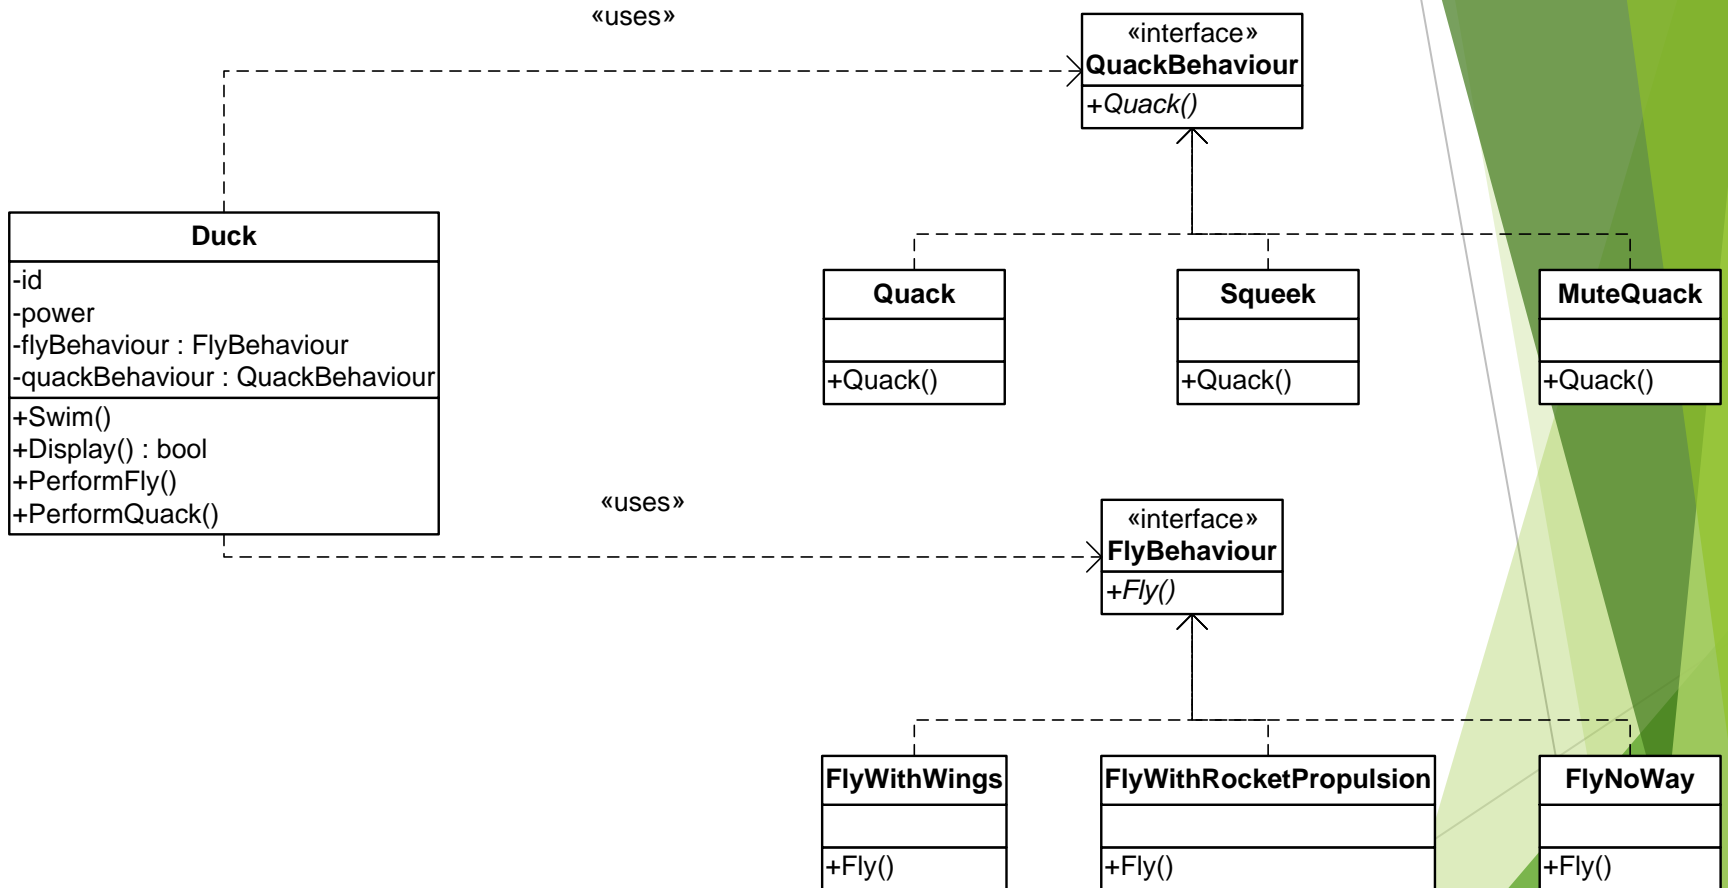 «uses»
«interface»
QuackBehaviour
+Quack()
Duck
-id
-power
-flyBehaviour : FlyBehaviour
-quackBehaviour : QuackBehaviour
+Swim()
+Display() : bool
+PerformFly()
+PerformQuack()
Quack
+Quack()
Squeek
+Quack()
MuteQuack
+Quack()
«uses»
«interface»
FlyBehaviour
+Fly()
FlyWithWings
+Fly()
FlyWithRocketPropulsion
+Fly()
FlyNoWay
+Fly()